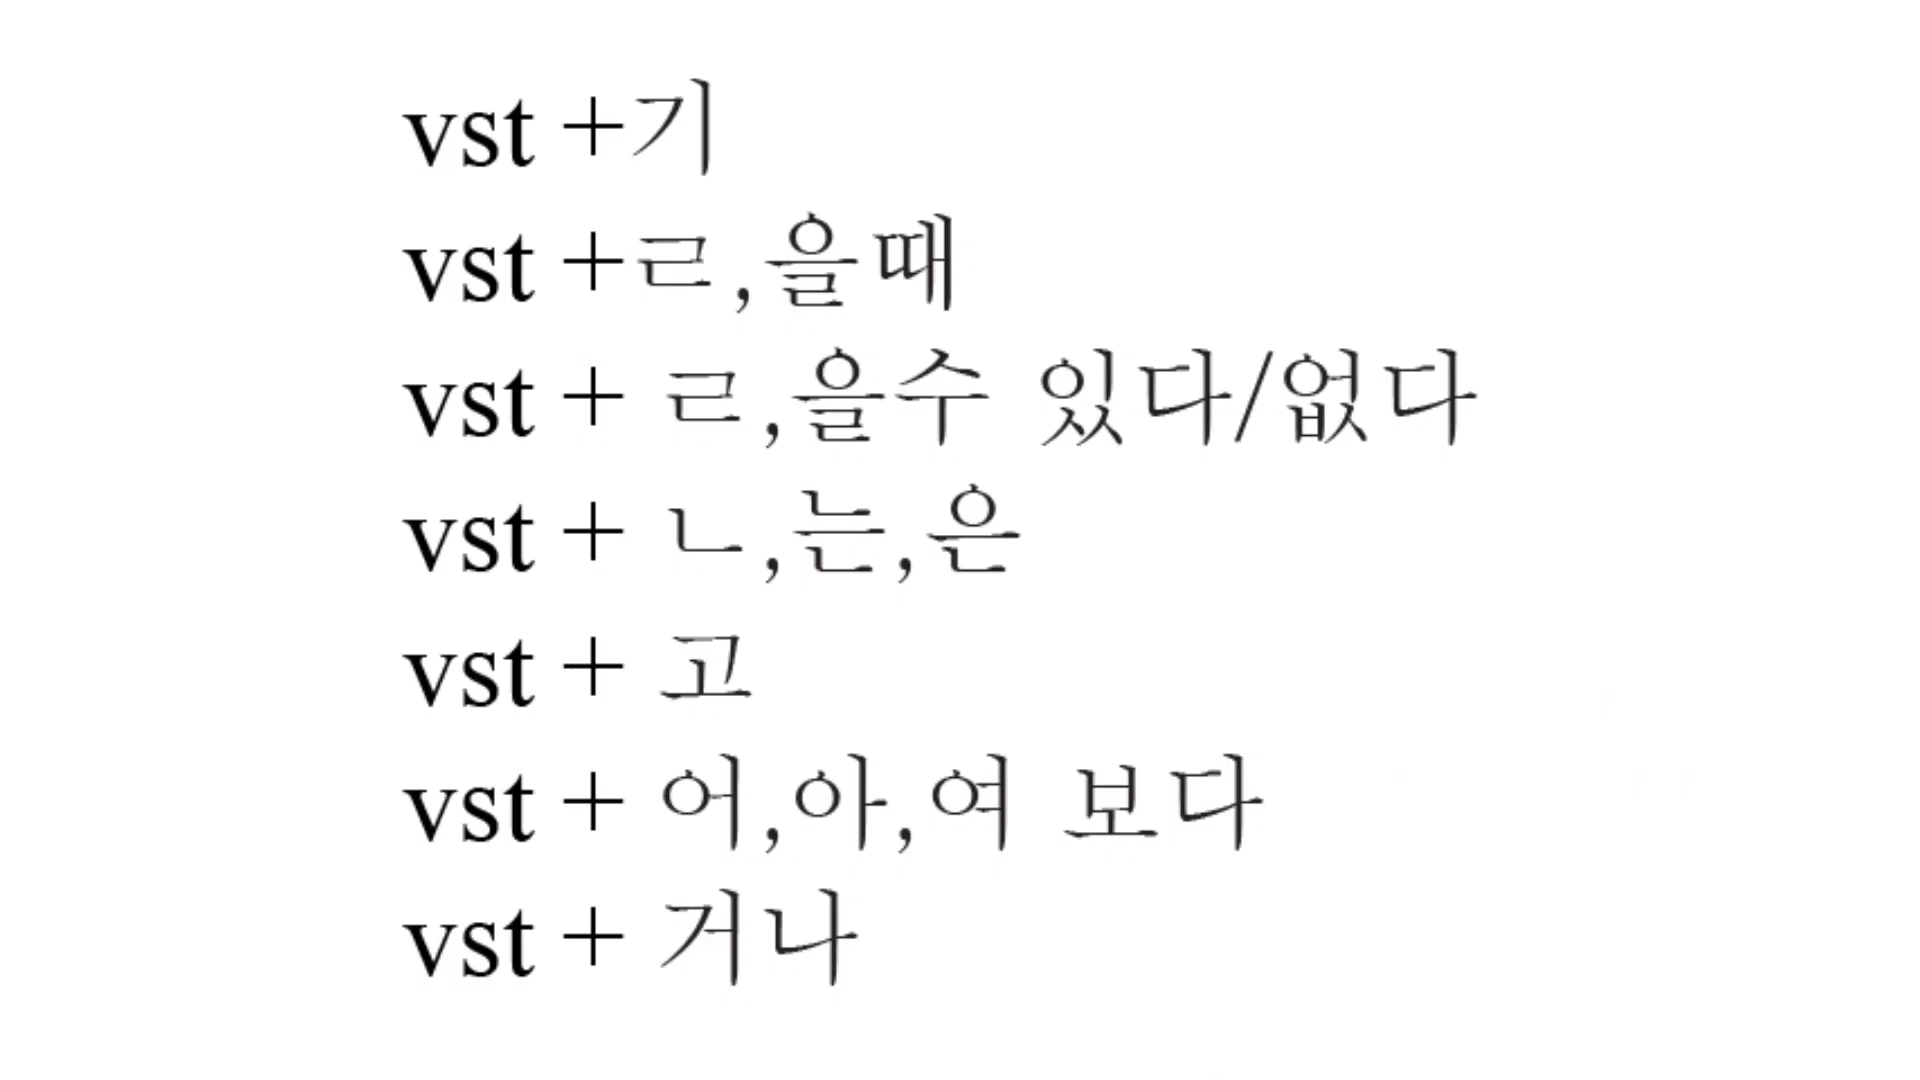 vst +기
vst +ㄹ,을때
vst + ㄹ,을수 있다/없다
vst + ㄴ,는,은
vst + 고
vst + 어,아,여 보다
vst + 거나